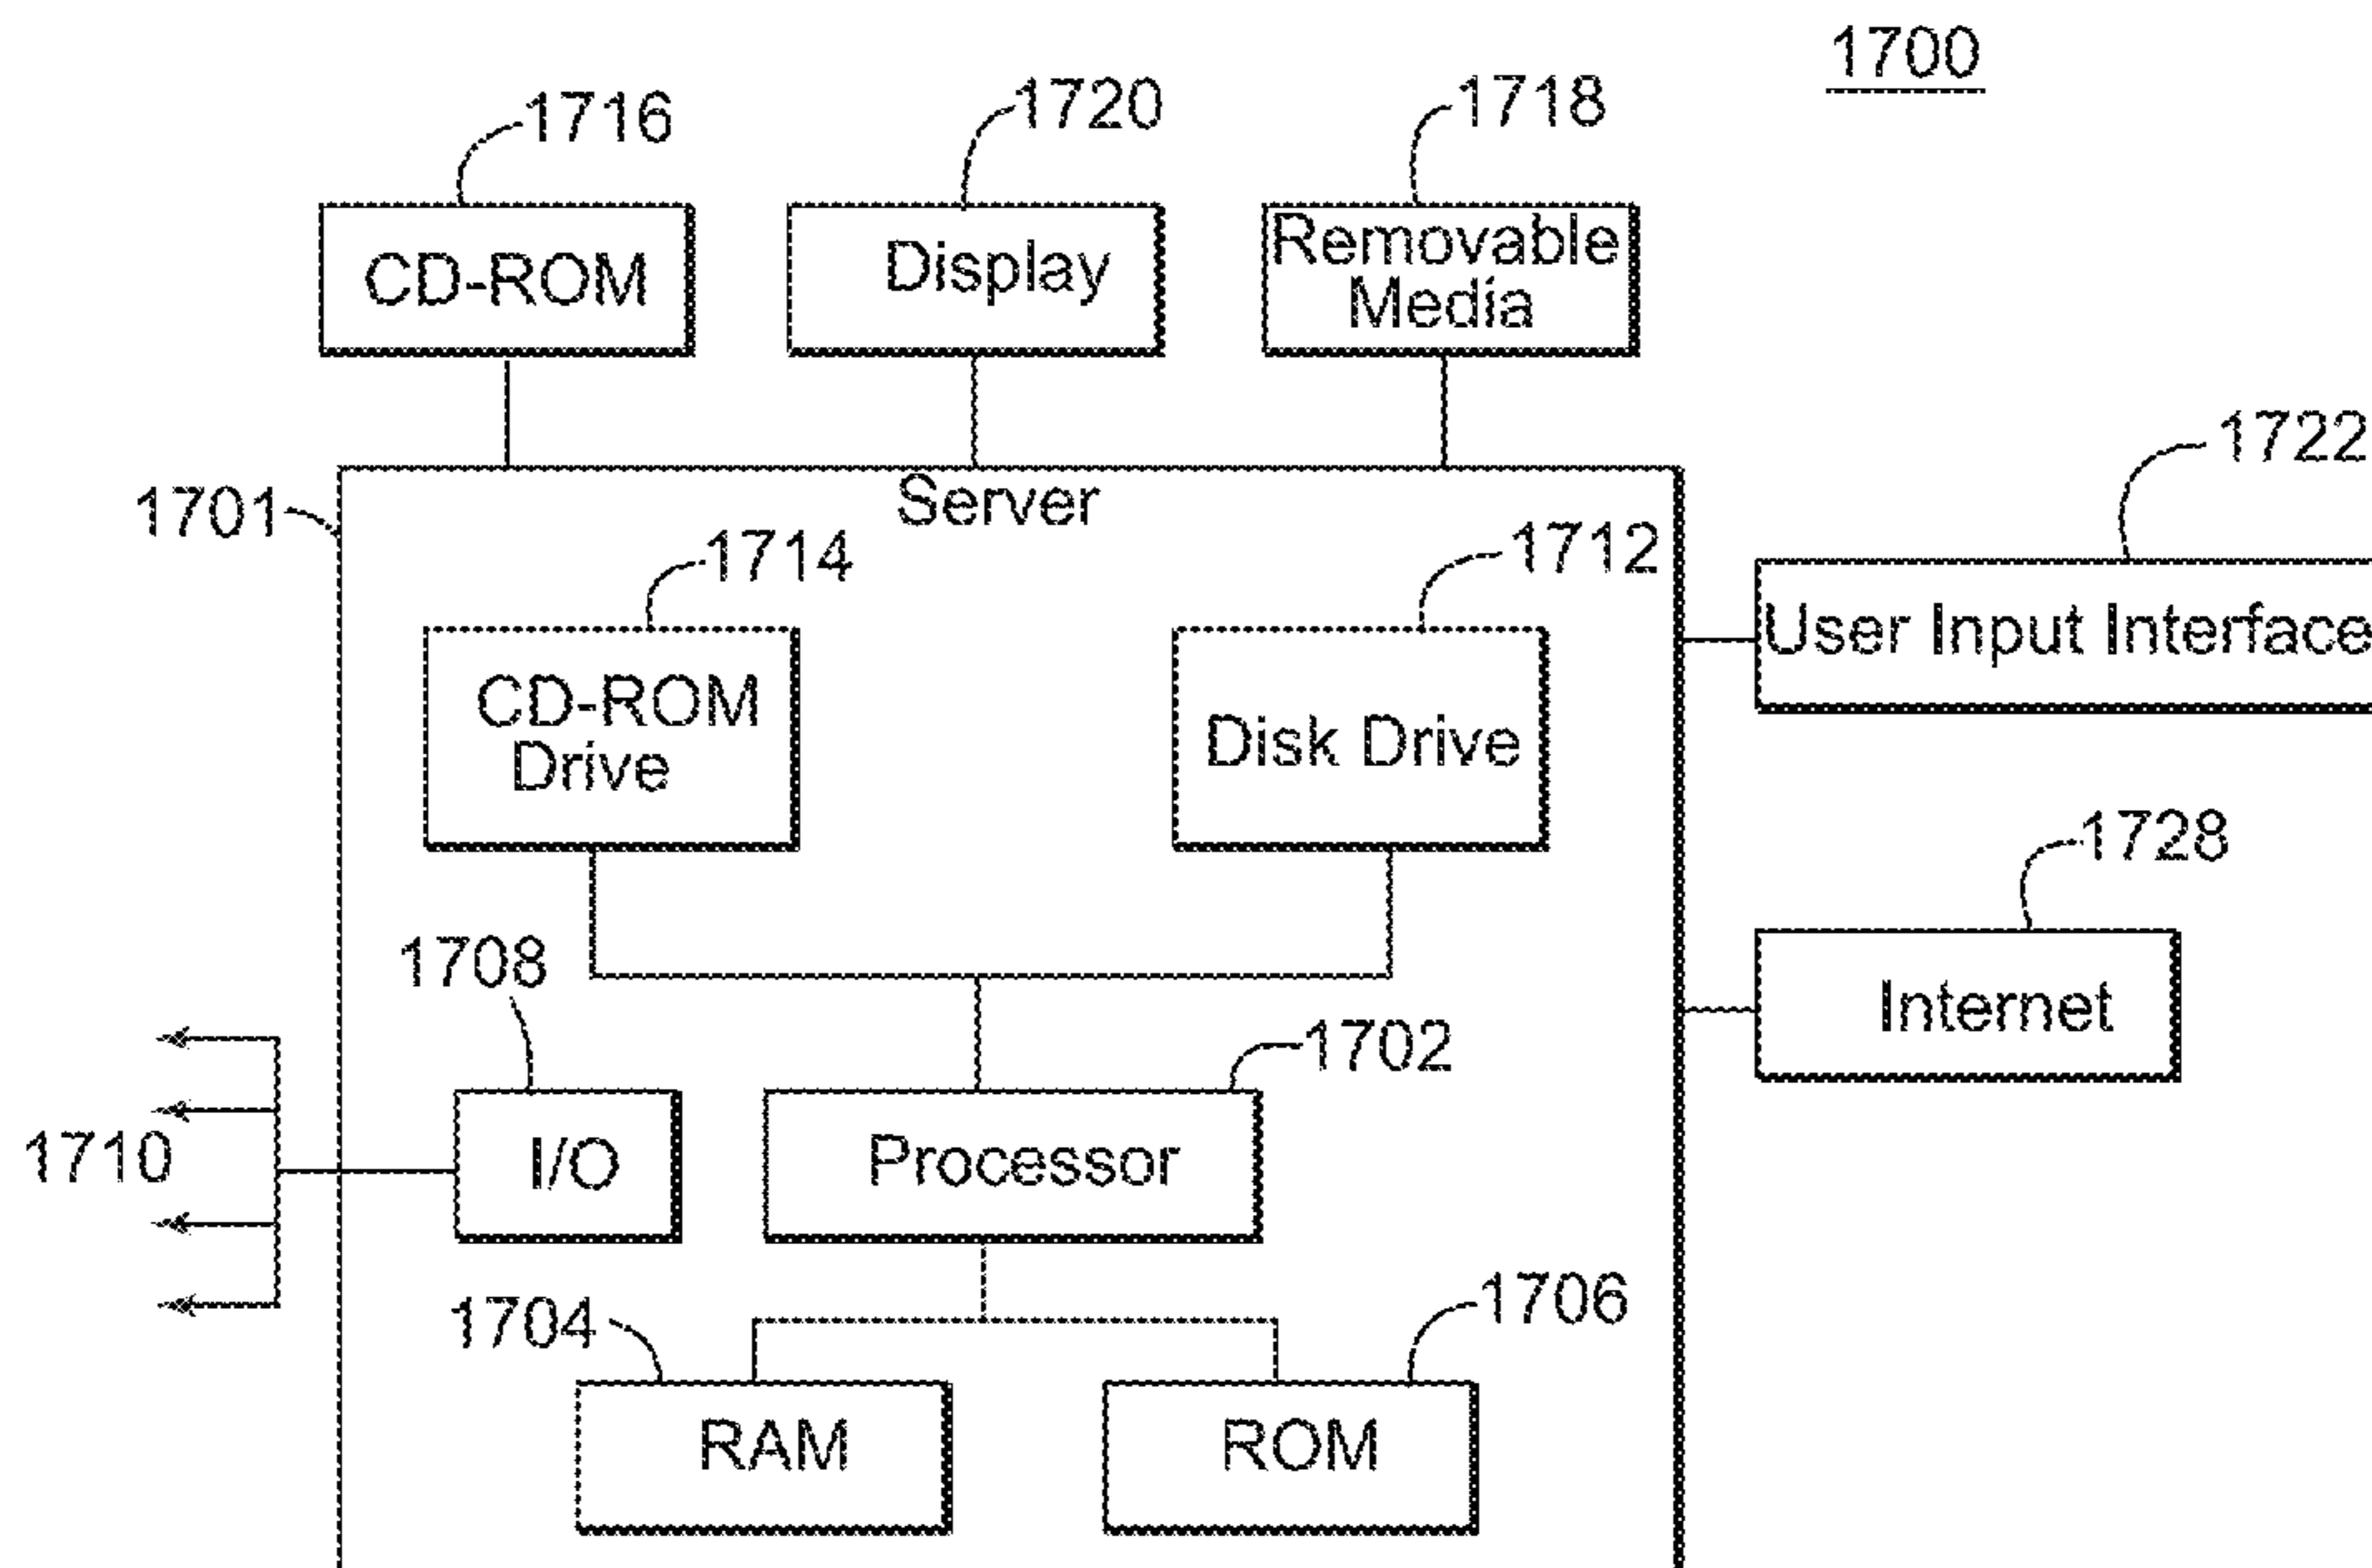 1700
1716
1720
1718
CD-ROM
Display
Removable
Media
1722
1701
Server
1714
1712
User Input Interface
CD-ROM
Drive
Disk Drive
1728
1708
Internet
1702
1710
I/O
Processor
1704
1706
RAM
ROM